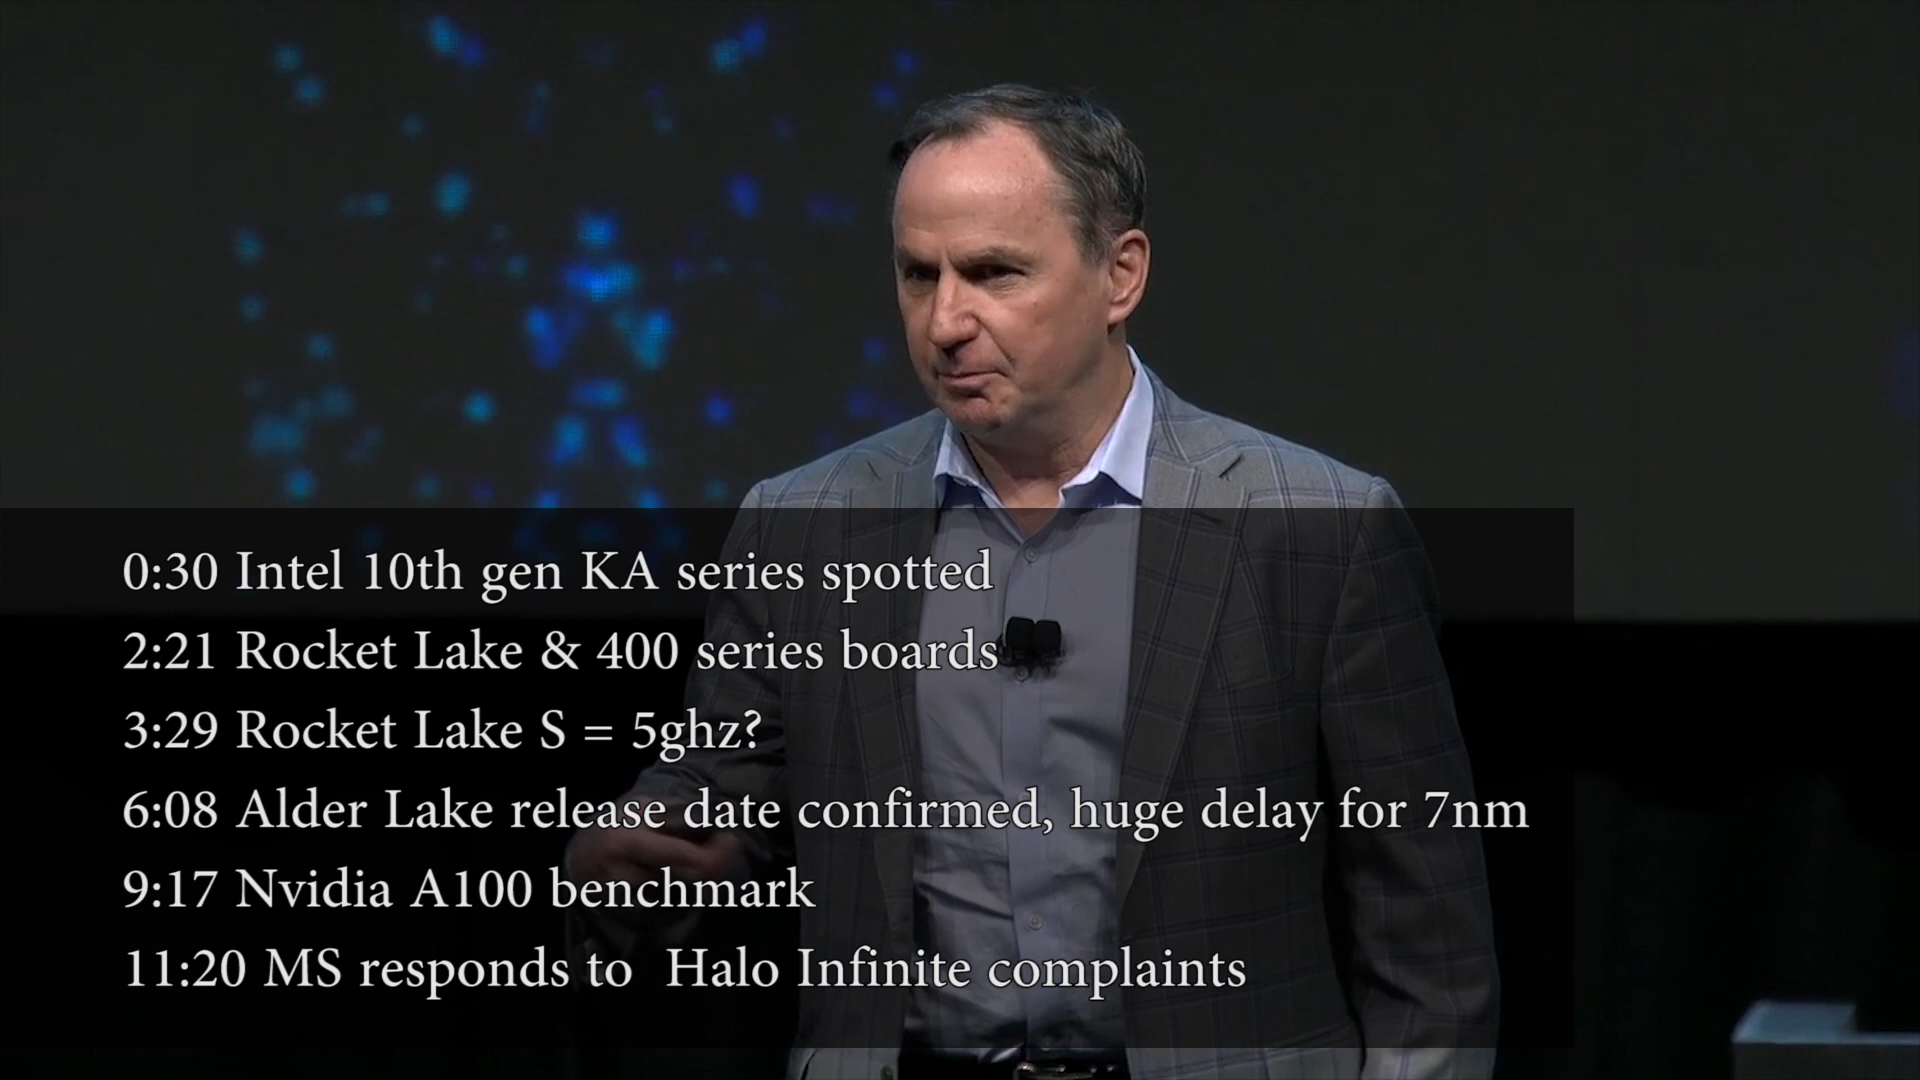 0:30 Intel 10th gen KA series spotted
2:21 Rocket Lake & 400 series boards
3:29 Rocket Lake S = 5ghz?
6:08 Alder Lake release date confirmed, huge delay for 7nm
9:17 Nvidia A100 benchmark
11:20 MS responds to  Halo Infinite complaints